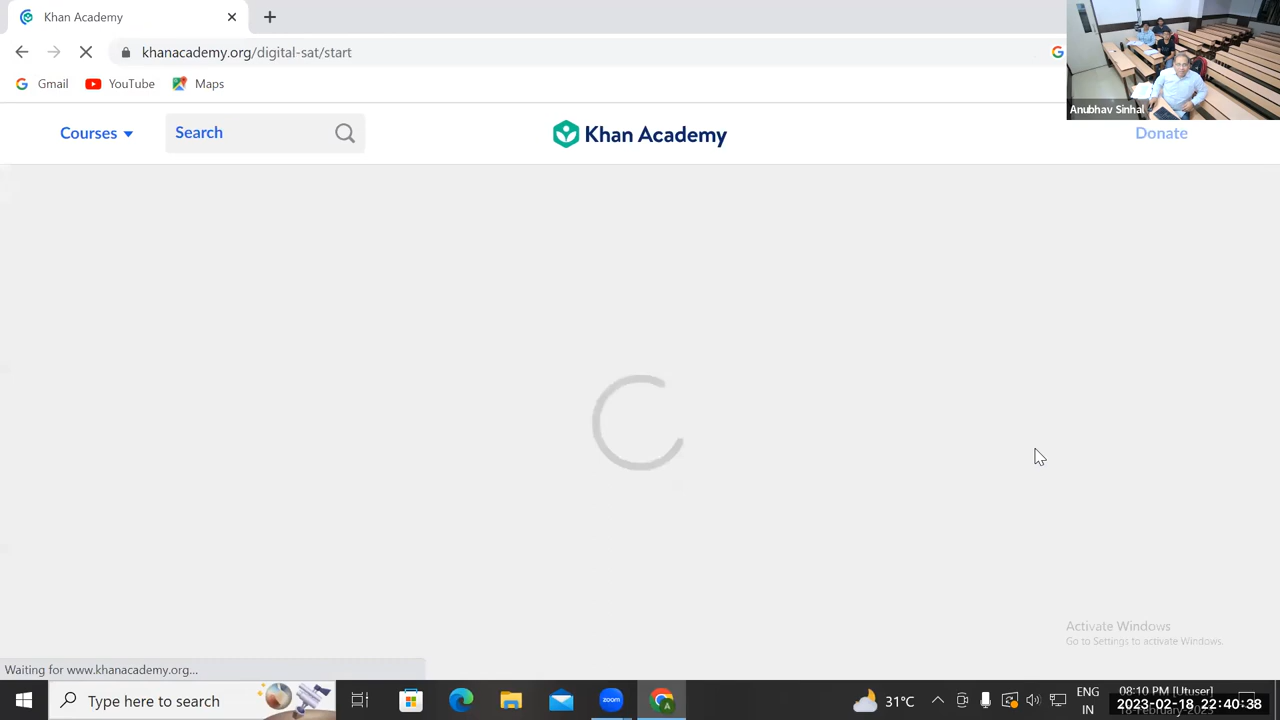 Khan Academy
khanacademy.org/digital-sat/start
Gmail
YouTube
Maps
Anubhav Sinhal
Courses
Search
Khan Academy
Donate
Activate Windows
Go to Settings to activate Windows.
Waiting for www.khanacademy.org...
Type here to search
zoom
A
31°C
ENG
IN
08:10 PM [Utuser]
2023-02-18 22:40:38